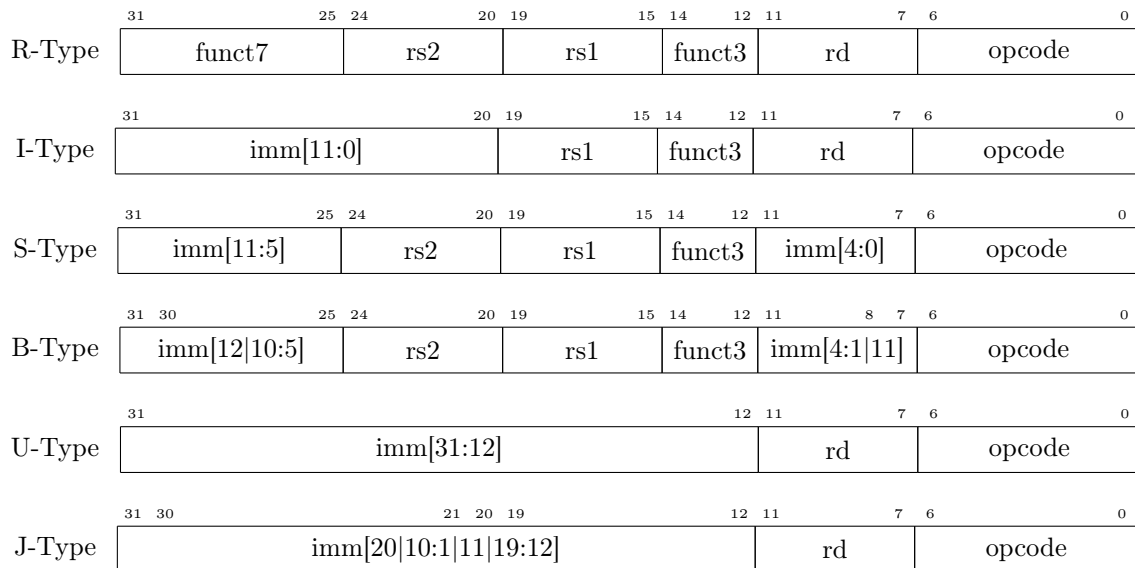 31 25 24 20 19 15 14 12 11 7 6 0
R-Type funct7 rs2 rs1 funct3 rd opcode
31 20 19 15 14 12 11 7 6 0
I-Type imm[11:0] rs1 funct3 rd opcode
31 25 24 20 19 15 14 12 11 7 6 0
S-Type imm[11:5] rs2 rs1 funct3 imm[4:0] opcode
31 30 25 24 20 19 15 14 12 11 8 7 6 0
B-Type imm[12|10:5] rs2 rs1 funct3 imm[4:1|11] opcode
31 12 11 7 6 0
U-Type imm[31:12] rd opcode
31 30 21 20 19 12 11 7 6 0
J-Type imm[20|10:1|11|19:12] rd opcode